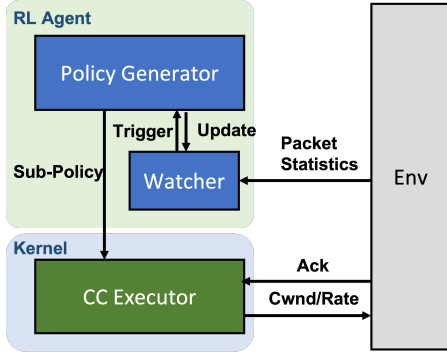 RL Agent
Policy Generator
Trigger
Update
Sub-Policy
Watcher
Packet
Statistics
Env
Kernel
CC Executor
Ack
Cwnd/Rate